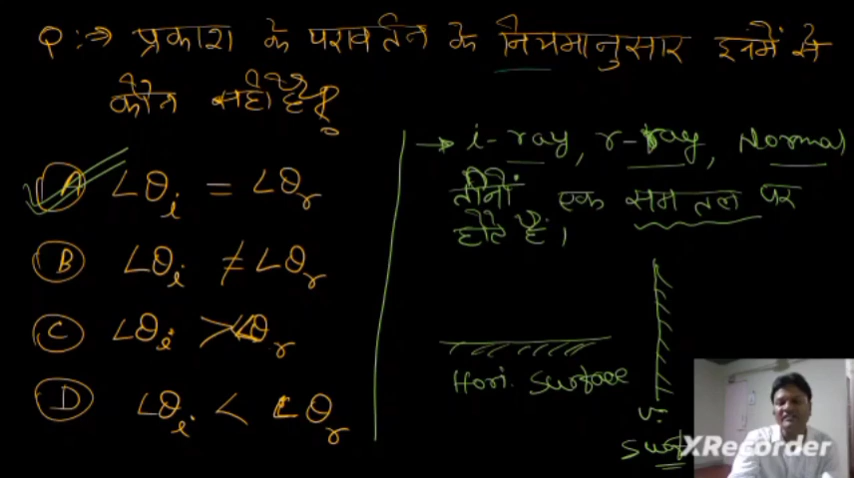 Q:⇒ प्रकाश के परावर्तन के नियमानुसार इनमें से
कौन सही है?
A ∠θi = ∠θr
B ∠θi ≠ ∠θr
C ∠θi > ∠θr
D ∠θi < ∠θr
→ i-ray, r-ray, Normal
तीनों एक समतल पर
होते हैं।
Hori. Surface
V.
Surf
XRecorder